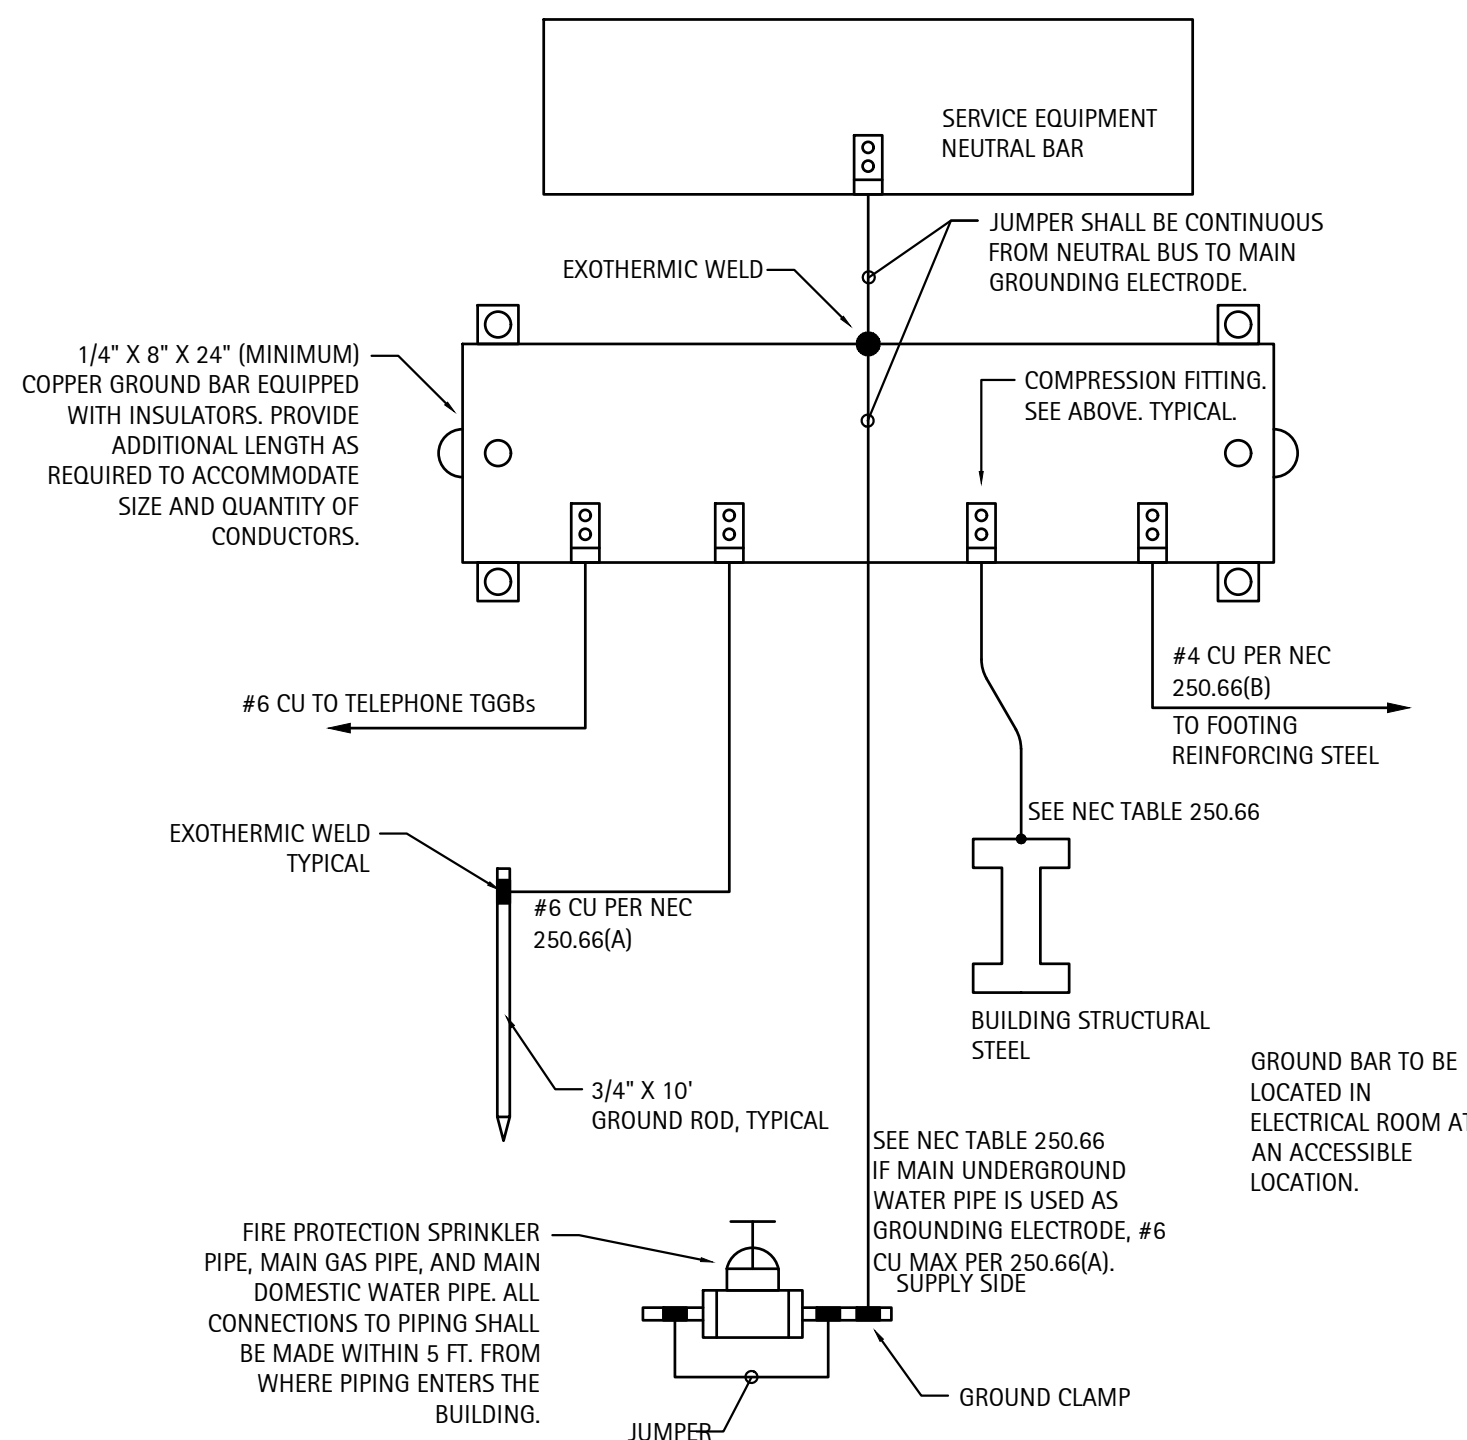 SERVICE EQUIPMENT
NEUTRAL BAR
JUMPER SHALL BE CONTINUOUS
FROM NEUTRAL BUS TO MAIN
GROUNDING ELECTRODE.
EXOTHERMIC WELD
1/4" X 8" X 24" (MINIMUM)
COPPER GROUND BAR EQUIPPED
WITH INSULATORS. PROVIDE
ADDITIONAL LENGTH AS
REQUIRED TO ACCOMMODATE
SIZE AND QUANTITY OF
CONDUCTORS.
COMPRESSION FITTING.
SEE ABOVE. TYPICAL.
#6 CU TO TELEPHONE TGGBs
#4 CU PER NEC
250.66(B)
TO FOOTING
REINFORCING STEEL
SEE NEC TABLE 250.66
EXOTHERMIC WELD
TYPICAL
#6 CU PER NEC
250.66(A)
BUILDING STRUCTURAL
STEEL
3/4" X 10'
GROUND ROD, TYPICAL
GROUND BAR TO BE
LOCATED IN
ELECTRICAL ROOM AT
AN ACCESSIBLE
LOCATION.
SEE NEC TABLE 250.66
IF MAIN UNDERGROUND
WATER PIPE IS USED AS
GROUNDING ELECTRODE, #6
CU MAX PER 250.66(A).
SUPPLY SIDE
FIRE PROTECTION SPRINKLER
PIPE, MAIN GAS PIPE, AND MAIN
DOMESTIC WATER PIPE. ALL
CONNECTIONS TO PIPING SHALL
BE MADE WITHIN 5 FT. FROM
WHERE PIPING ENTERS THE
BUILDING.
GROUND CLAMP
JUMPER